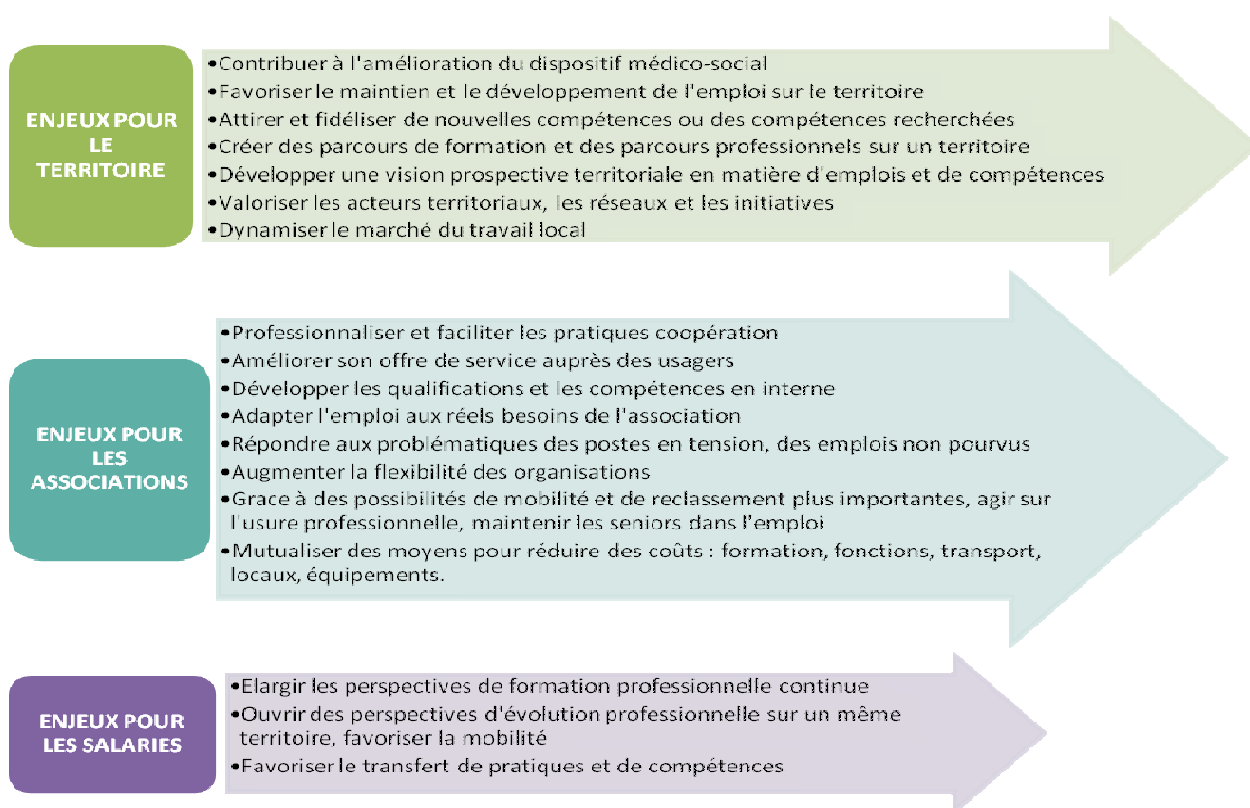 ENJEUX POUR
LE
TERRITOIRE
•Contribuer à l'amélioration du dispositif médico-social
•Favoriser le maintien et le développement de l'emploi sur le territoire
•Attirer et fidéliser de nouvelles compétences ou des compétences recherchées
•Créer des parcours de formation et des parcours professionnels sur un territoire
•Développer une vision prospective territoriale en matière d'emplois et de compétences
•Valoriser les acteurs territoriaux, les réseaux et les initiatives
•Dynamiser le marché du travail local
ENJEUX POUR
LES
ASSOCIATIONS
•Professionnaliser et faciliter les pratiques coopération
•Améliorer son offre de service auprès des usagers
•Développer les qualifications et les compétences en interne
•Adapter l'emploi aux réels besoins de l'association
•Répondre aux problématiques des postes en tension, des emplois non pourvus
•Augmenter la flexibilité des organisations
•Grace à des possibilités de mobilité et de reclassement plus importantes, agir sur
l'usure professionnelle, maintenir les seniors dans l'emploi
•Mutualiser des moyens pour réduire des coûts : formation, fonctions, transport,
locaux, équipements.
ENJEUX POUR
LES SALARIES
•Elargir les perspectives de formation professionnelle continue
•Ouvrir des perspectives d'évolution professionnelle sur un même
territoire, favoriser la mobilité
•Favoriser le transfert de pratiques et de compétences